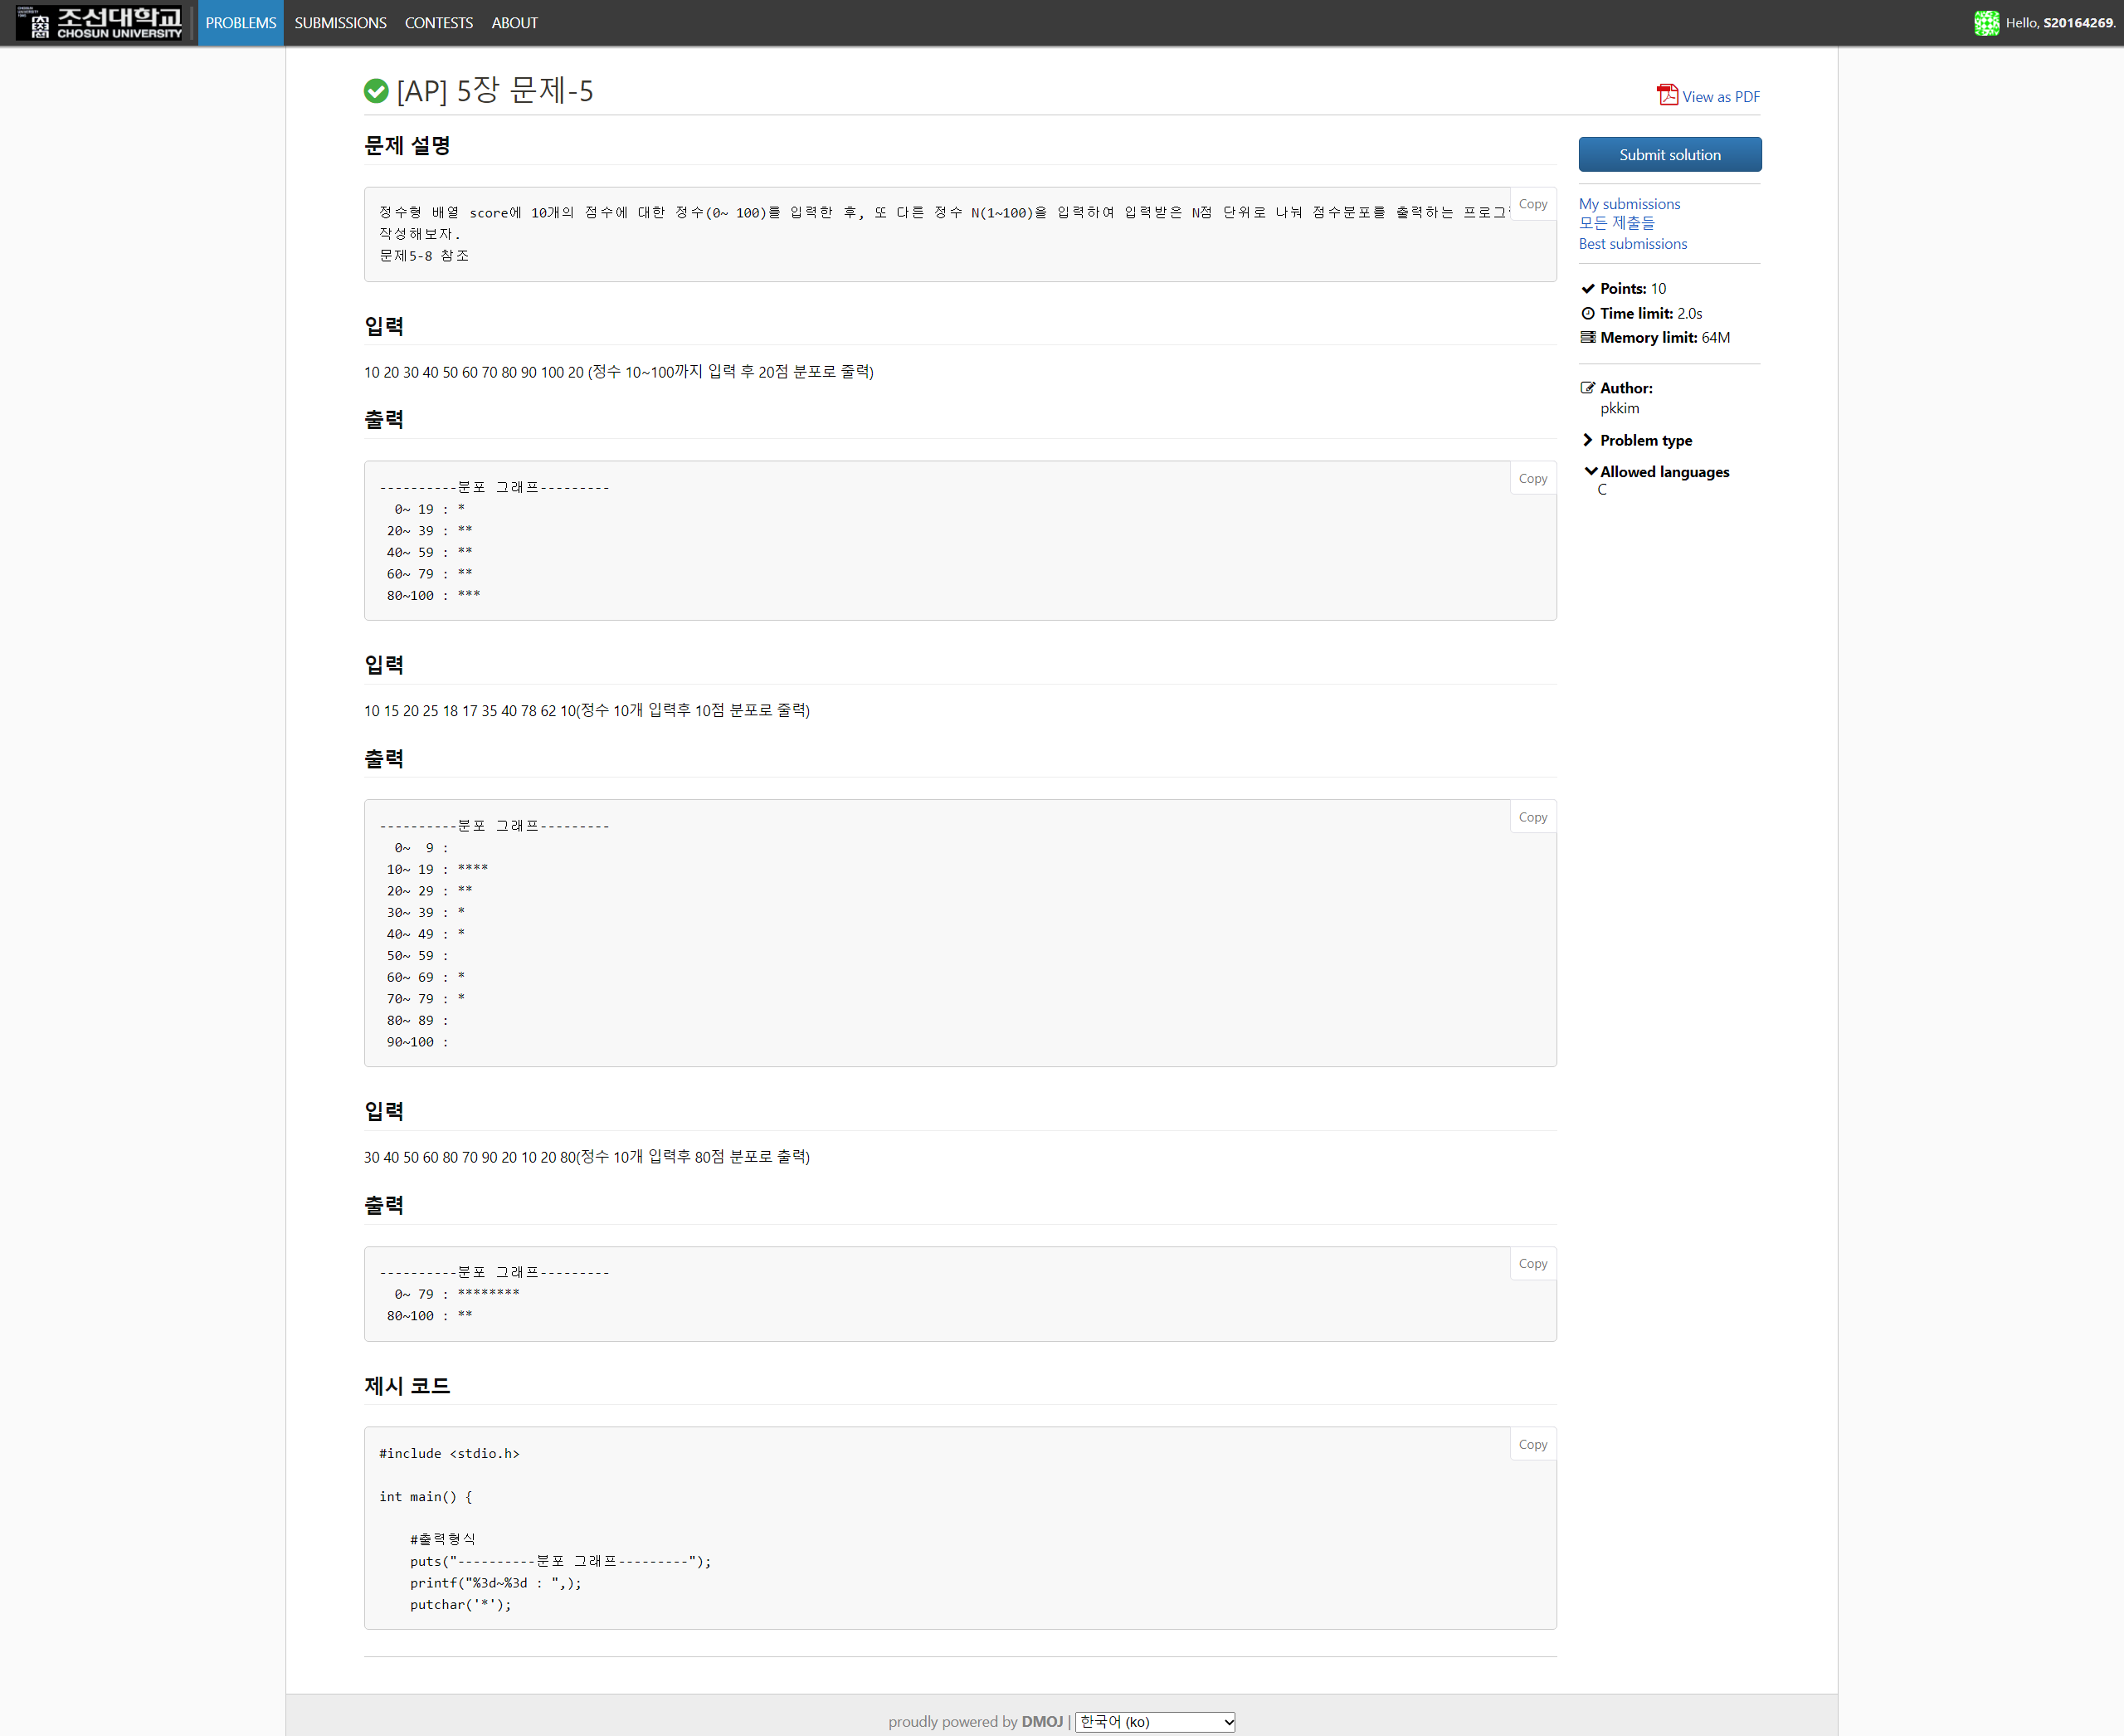 조선대학교
CHOSUN UNIVERSITY
PROBLEMS SUBMISSIONS CONTESTS ABOUT
Hello, S20164269.
[AP] 5장 문제-5
View as PDF
문제 설명
Copy
정수형 배열 score에 10개의 점수에 대한 정수(0~ 100)를 입력한 후, 또 다른 정수 N(1~100)을 입력하여 입력받은 N점 단위로 나눠 점수분포를 출력하는 프로그
작성해보자.
문제5-8 참조
입력
10 20 30 40 50 60 70 80 90 100 20 (정수 10~100까지 입력 후 20점 분포로 줄력)
출력
Copy
----------분포 그래프---------
  0~ 19 : *
 20~ 39 : **
 40~ 59 : **
 60~ 79 : **
 80~100 : ***
입력
10 15 20 25 18 17 35 40 78 62 10(정수 10개 입력후 10점 분포로 줄력)
출력
Copy
----------분포 그래프---------
  0~  9 :
 10~ 19 : ****
 20~ 29 : **
 30~ 39 : *
 40~ 49 : *
 50~ 59 :
 60~ 69 : *
 70~ 79 : *
 80~ 89 :
 90~100 :
입력
30 40 50 60 80 70 90 20 10 20 80(정수 10개 입력후 80점 분포로 출력)
출력
Copy
----------분포 그래프---------
  0~ 79 : ********
 80~100 : **
제시 코드
Copy
#include <stdio.h>
int main() {
    #출력형식
    puts("----------분포 그래프---------");
    printf("%3d~%3d : ",);
    putchar('*');
Submit solution
My submissions
모든 제출들
Best submissions
Points: 10
Time limit: 2.0s
Memory limit: 64M
Author:
pkkim
Problem type
Allowed languages
C
proudly powered by DMOJ | 한국어 (ko)